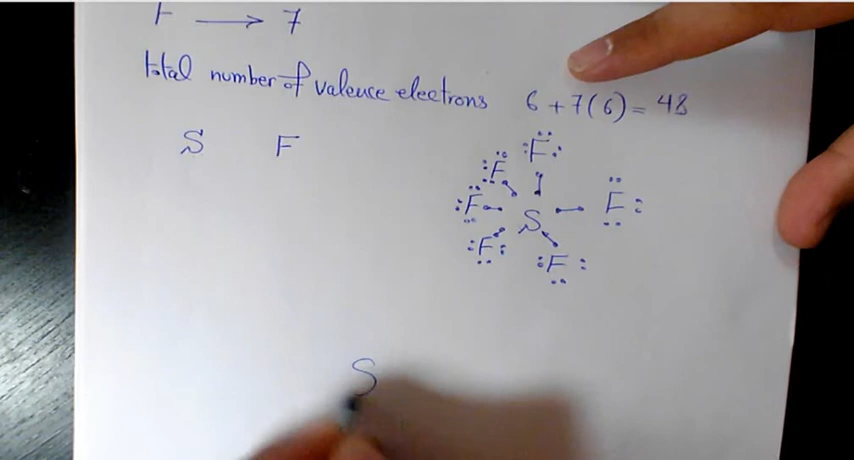 F → 7
total number of valence electrons 6 + 7(6) = 48
S F
:F:
:F
:F S F:
:F: :F:
S